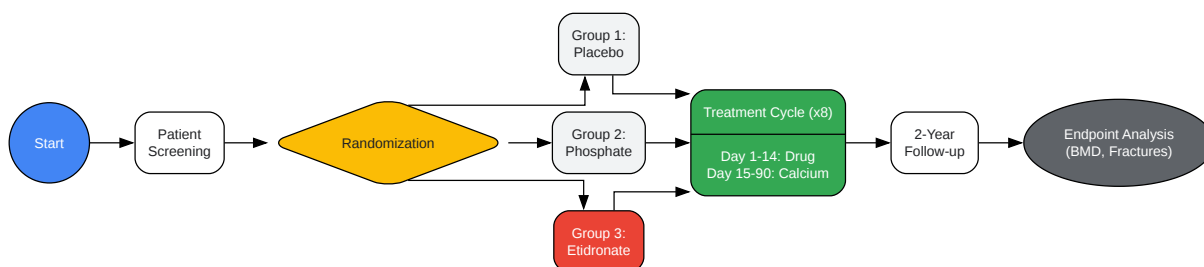 Start
Patient
Screening
Randomization
Group 1:
Placebo
Group 2:
Phosphate
Group 3:
Etidronate
Treatment Cycle (x8)
Day 1-14: Drug
Day 15-90: Calcium
2-Year
Follow-up
Endpoint Analysis
(BMD, Fractures)